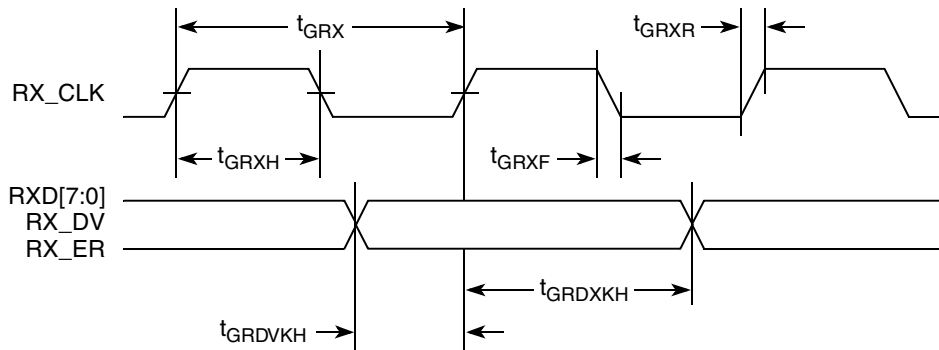 tGRX
tGRXR
RX_CLK
tGRXH
tGRXF
RXD[7:0]
RX_DV
RX_ER
tGRDXKH
tGRDVKH